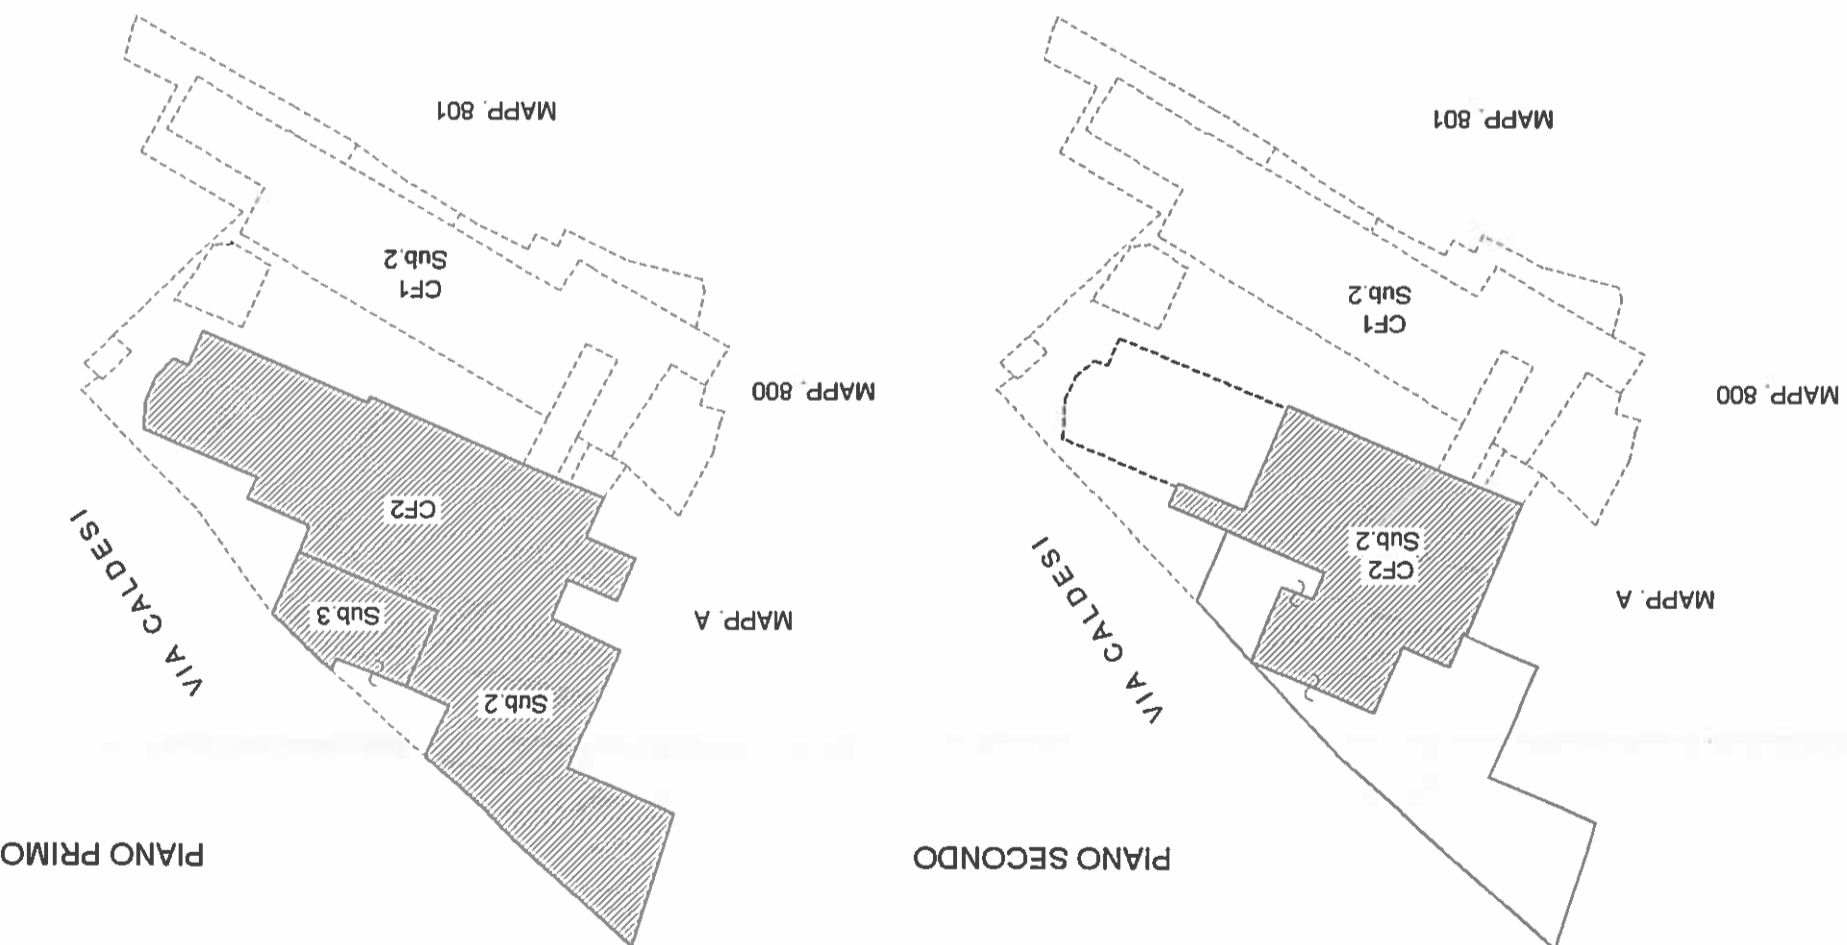 PIANO SECONDO
VIA CALDESI
MAPP. A
CF2
Sub.2
MAPP. 800
CF1
Sub.2
MAPP. 801
PIANO PRIMO
Sub.2
VIA CALDESI
MAPP. A
Sub.3
CF2
MAPP. 800
CF1
Sub.2
MAPP. 801